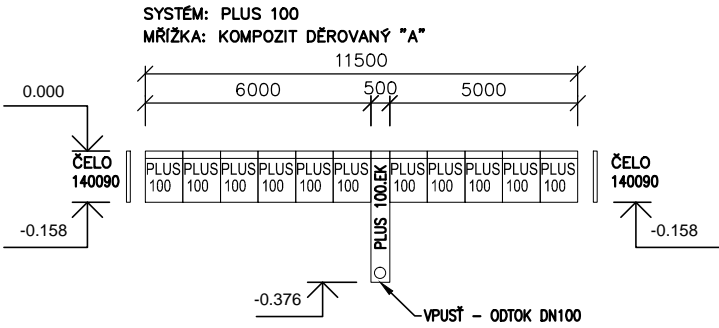 SYSTÉM: PLUS 100
MŘÍŽKA: KOMPOZIT DĚROVANÝ "A"
11500
6000 500 5000
0.000
ČELO
140090
PLUS PLUS PLUS PLUS PLUS PLUS PLUS PLUS PLUS PLUS PLUS
100 100 100 100 100 100 100 100 100 100 100
PLUS 100.EK
ČELO
140090
-0.158
-0.158
-0.376
VPUSŤ - ODTOK DN100